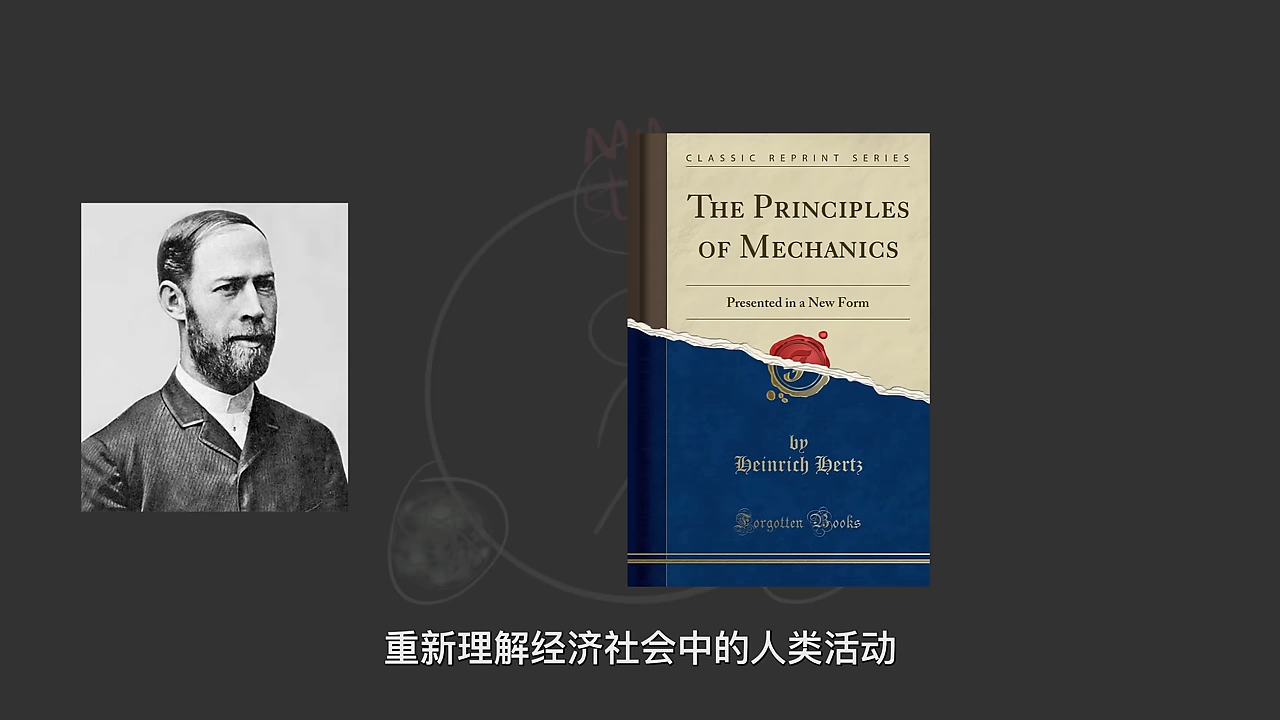 CLASSIC REPRINT SERIES
THE PRINCIPLES
OF MECHANICS
Presented in a New Form
by
Heinrich Hertz
Forgotten Books
重新理解经济社会中的人类活动